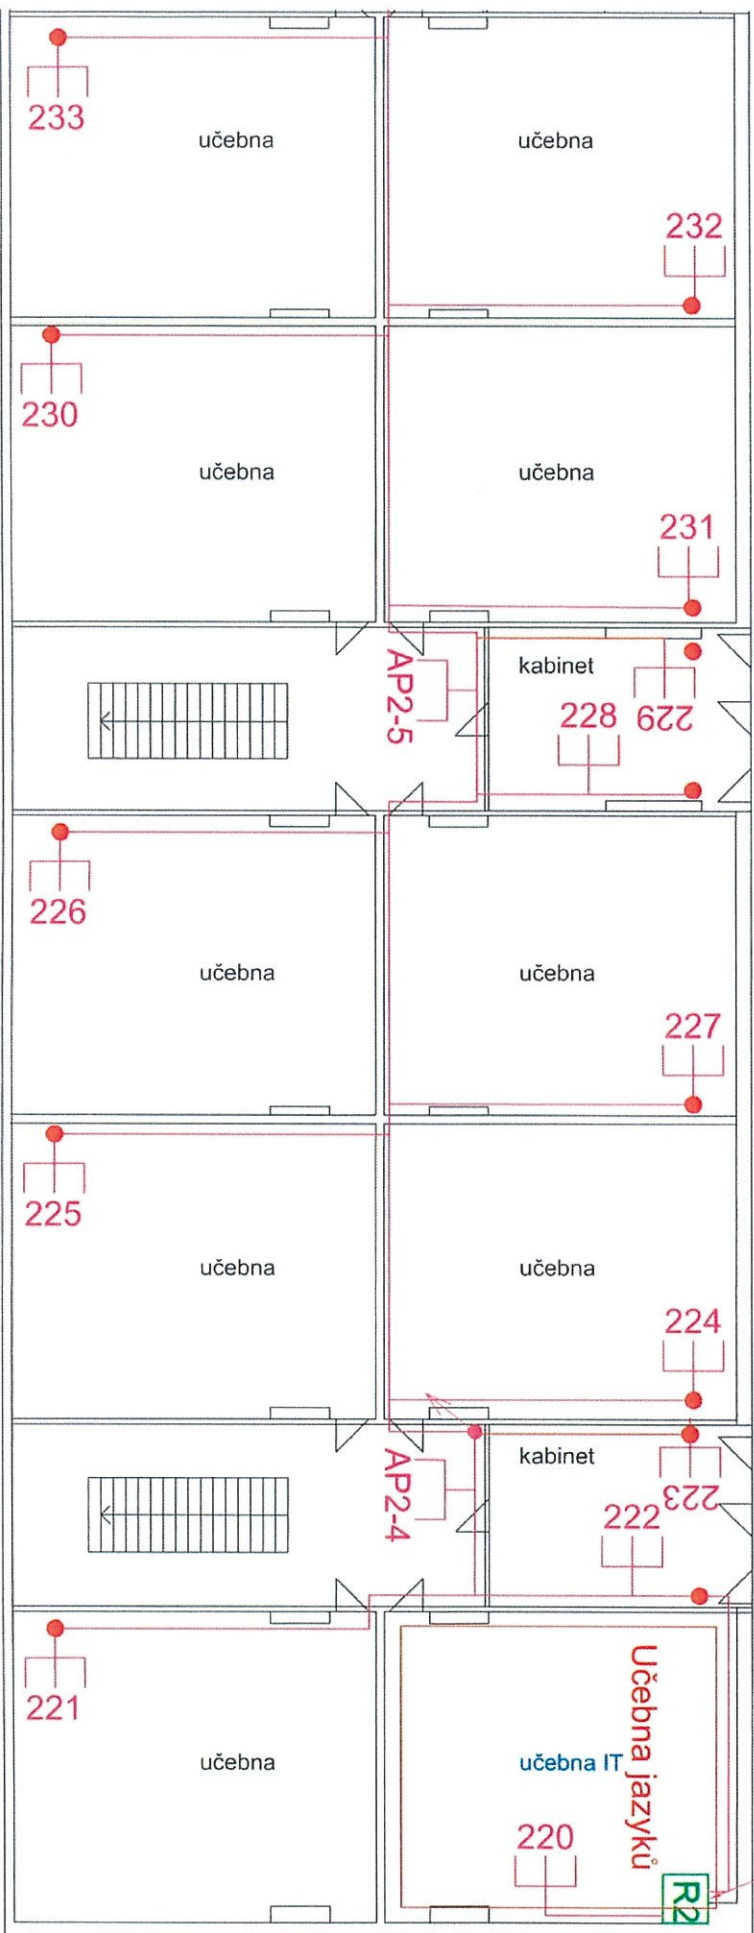 233
učebna
učebna
232
230
učebna
učebna
231
AP2-5
kabinet
229
228
226
učebna
učebna
227
225
učebna
učebna
224
AP2-4
kabinet
223
222
221
učebna
učebna IT
Učebna jazyků
220
R2